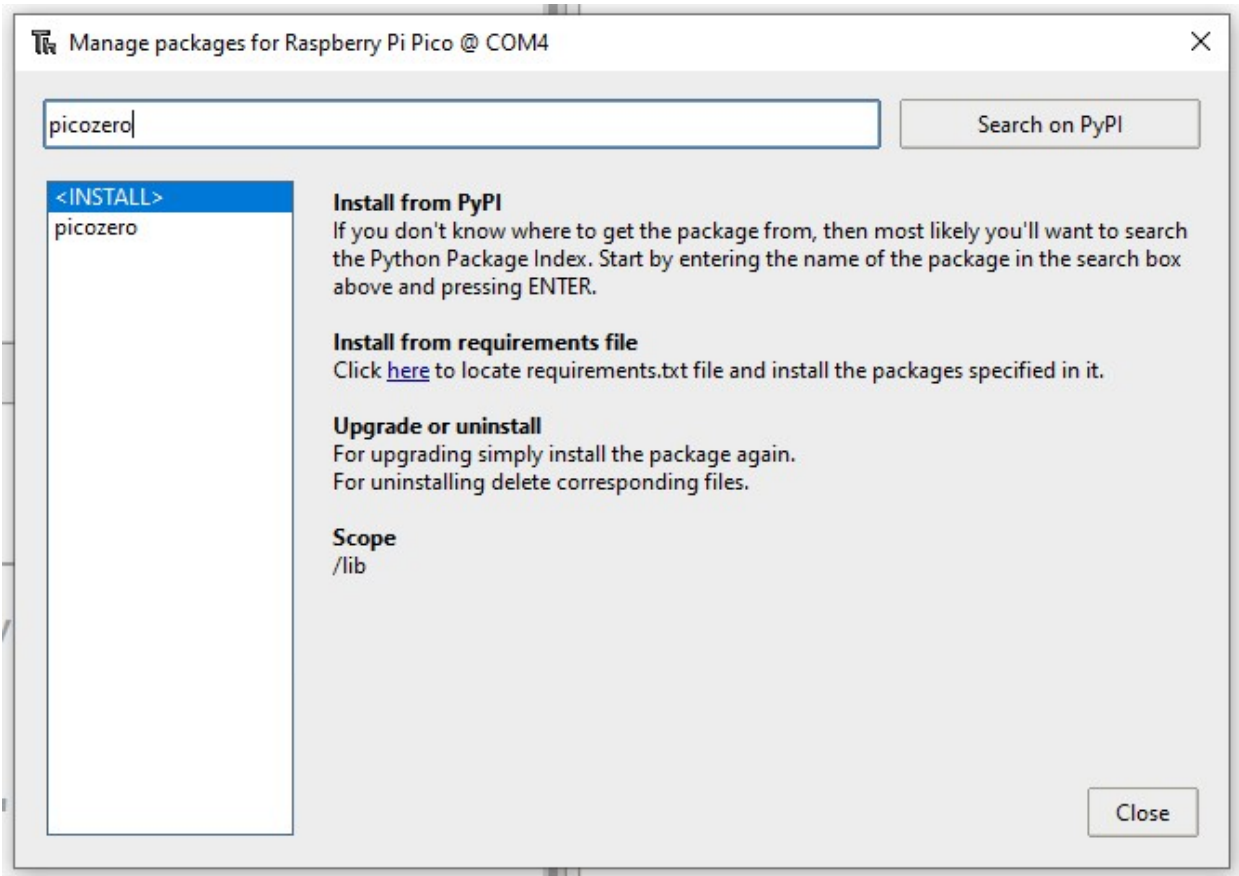 Manage packages for Raspberry Pi Pico @ COM4
picozero
Search on PyPI
<INSTALL>
picozero
Install from PyPI
If you don't know where to get the package from, then most likely you'll want to search
the Python Package Index. Start by entering the name of the package in the search box
above and pressing ENTER.
Install from requirements file
Click here to locate requirements.txt file and install the packages specified in it.
Upgrade or uninstall
For upgrading simply install the package again.
For uninstalling delete corresponding files.
Scope
/lib
Close